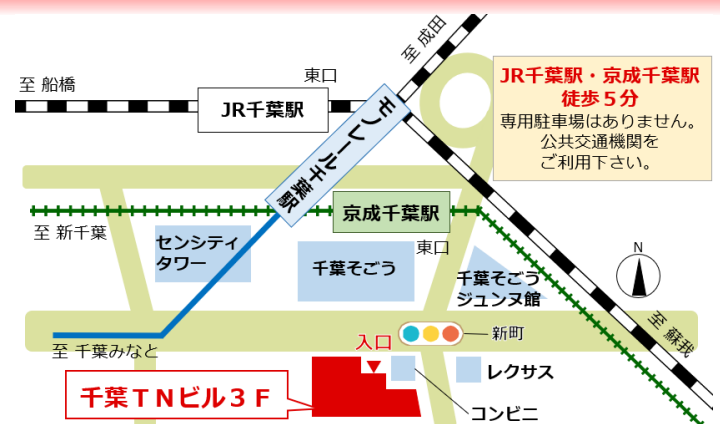 至 成田
至 船橋
東口
JR千葉駅
モノレール千葉駅
JR千葉駅・京成千葉駅
徒歩５分
専用駐車場はありません。
公共交通機関を
ご利用下さい。
京成千葉駅
至 新千葉
センシティ
タワー
千葉そごう
東口
千葉そごう
ジュンヌ館
N
至 千葉みなと
入口
新町
至 蘇我
千葉ＴＮビル３Ｆ
レクサス
コンビニ